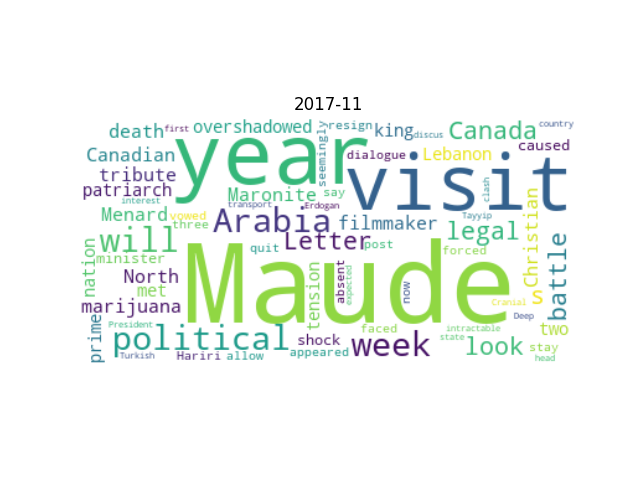 2017-11
death first overshadowed seemingly resign king discus Canada country
Canadian year dialogue Lebanon visit clash caused
tribute patriarch interest Maronite say Erdogan Christian
Menard vowed three transport Arabia filmmaker Tayyip legal
nation will minister quit Letter post forced battle
North met tension absent expected now Cranial s
marijuana Maude Deep two
prime President political faced intractable state look
Turkish Hariri allow shock appeared week head stay